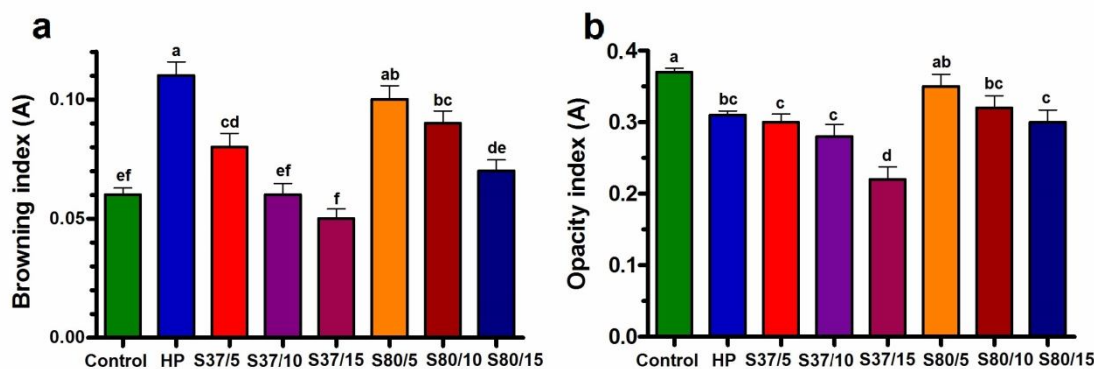 a
b
Browning index (A)
0.10
0.05
0.00
ef
a
cd
ef
f
ab
bc
de
Control HP S37/5 S37/10 S37/15 S80/5 S80/10 S80/15
Opacity index (A)
0.4
0.3
0.2
0.1
0.0
a
bc
c
c
d
ab
bc
c
Control HP S37/5 S37/10 S37/15 S80/5 S80/10 S80/15